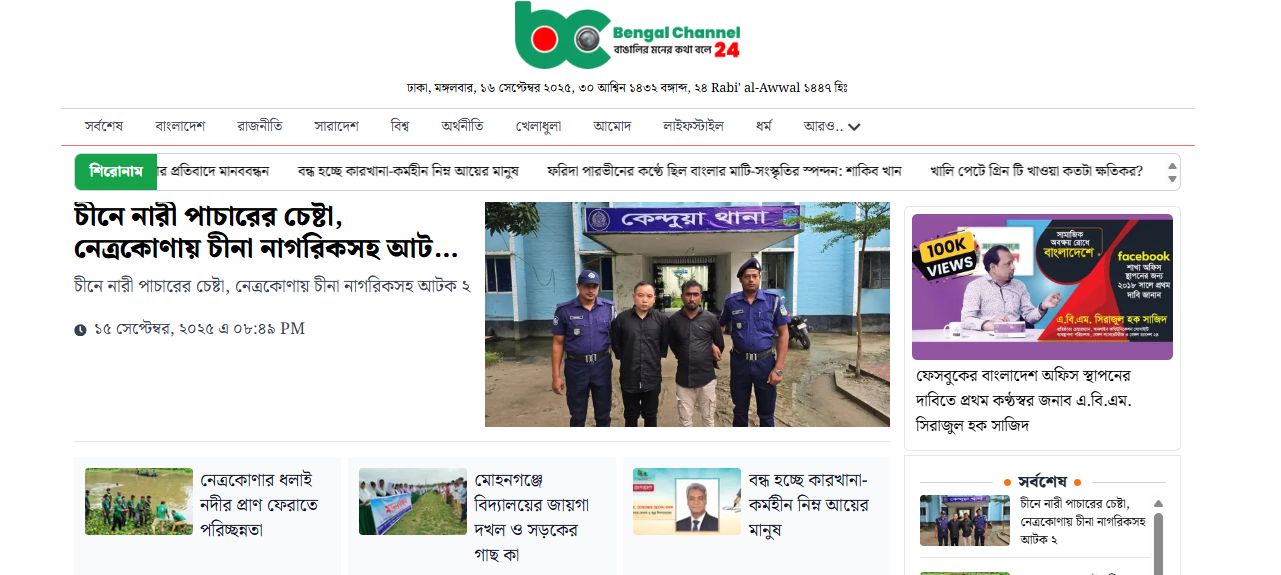 bc
Bengal Channel
বাঙালির মনের কথা বলে 24
ঢাকা, মঙ্গলবার, ১৬ সেপ্টেম্বর ২০২৫, ৩০ আশ্বিন ১৪৩২ বঙ্গাব্দ, ২৪ Rabi' al-Awwal ১৪৪৭ হিঃ
সর্বশেষ বাংলাদেশ রাজনীতি সারাদেশ বিশ্ব অর্থনীতি খেলাধুলা আমোদ লাইফস্টাইল ধর্ম আরও..
শিরোনাম র প্রতিবাদে মানববন্ধন বন্ধ হচ্ছে কারখানা-কর্মহীন নিম্ন আয়ের মানুষ ফরিদা পারভীনের কণ্ঠে ছিল বাংলার মাটি-সংস্কৃতির স্পন্দন: শাকিব খান খালি পেটে গ্রিন টি খাওয়া কতটা ক্ষতিকর?
চীনে নারী পাচারের চেষ্টা,
নেত্রকোণায় চীনা নাগরিকসহ আট...
চীনে নারী পাচারের চেষ্টা, নেত্রকোণায় চীনা নাগরিকসহ আটক ২
১৫ সেপ্টেম্বর, ২০২৫ এ ০৮:৪৯ PM
কেন্দুয়া থানা
100K
VIEWS
সামাজিক
অবক্ষয় রোধে
বাংলাদেশে
facebook
শাখা অফিস
স্থাপনের জন্য
২০১৮ সালে প্রথম
দাবি জানান
এ.বি.এম. সিরাজুল হক সাজিদ
ফেসবুকের বাংলাদেশ অফিস স্থাপনের
দাবিতে প্রথম কণ্ঠস্বর জনাব এ.বি.এম.
সিরাজুল হক সাজিদ
নেত্রকোণার ধলাই
নদীর প্রাণ ফেরাতে
পরিচ্ছন্নতা
মোহনগঞ্জে
বিদ্যালয়ের জায়গা
দখল ও সড়কের
গাছ কা
বন্ধ হচ্ছে কারখানা-
কর্মহীন নিম্ন আয়ের
মানুষ
সর্বশেষ
চীনে নারী পাচারের চেষ্টা,
নেত্রকোণায় চীনা নাগরিকসহ
আটক ২